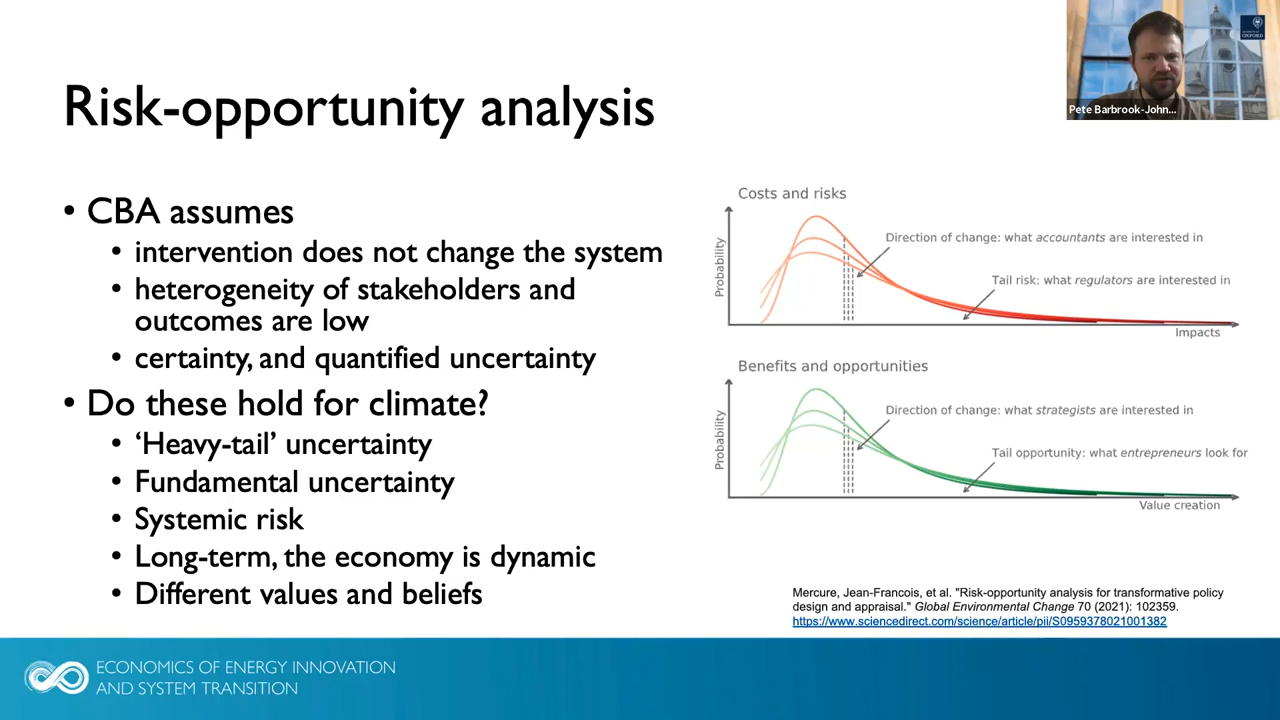 Risk-opportunity analysis
• CBA assumes
• intervention does not change the system
• heterogeneity of stakeholders and
outcomes are low
• certainty, and quantified uncertainty
• Do these hold for climate?
• ‘Heavy-tail’ uncertainty
• Fundamental uncertainty
• Systemic risk
• Long-term, the economy is dynamic
• Different values and beliefs
Costs and risks
Probability
Direction of change: what accountants are interested in
Tail risk: what regulators are interested in
Impacts
Benefits and opportunities
Probability
Direction of change: what strategists are interested in
Tail opportunity: what entrepreneurs look for
Value creation
Mercure, Jean-Francois, et al. "Risk-opportunity analysis for transformative policy
design and appraisal." Global Environmental Change 70 (2021): 102359.
https://www.sciencedirect.com/science/article/pii/S0959378021001382
Pete Barbrook-John...
OXFORD
ECONOMICS OF ENERGY INNOVATION
AND SYSTEM TRANSITION